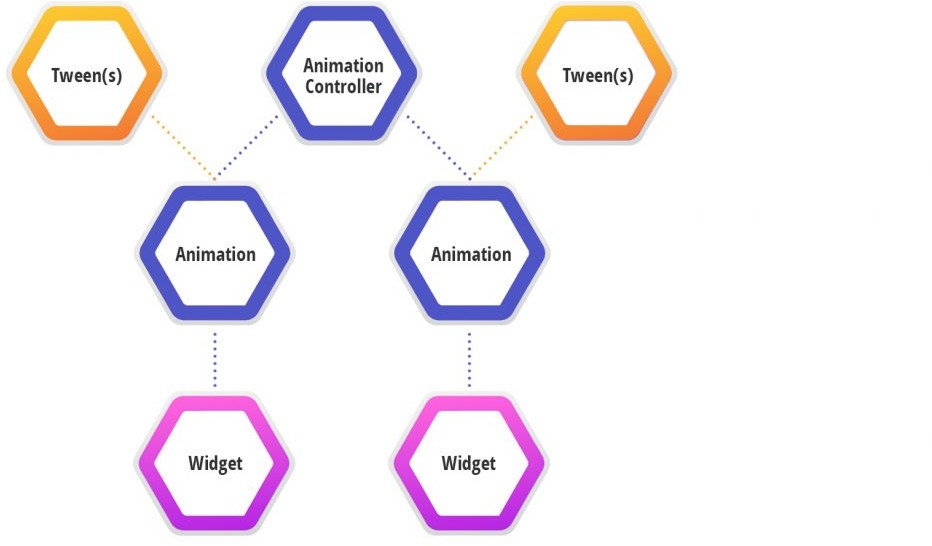 Tween(s)
Animation
Controller
Tween(s)
Animation
Animation
Widget
Widget